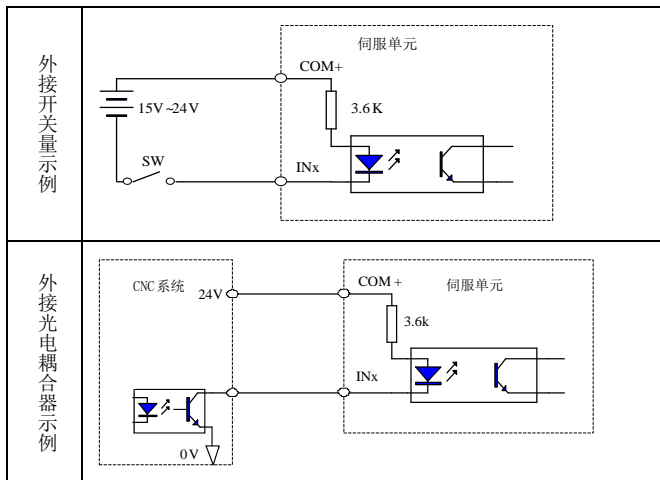 外接开关量示例
伺服单元
COM+
15V~24V
3.6K
SW
INx
外接光电耦合器示例
CNC系统
24V
COM+
伺服单元
3.6k
INx
0V